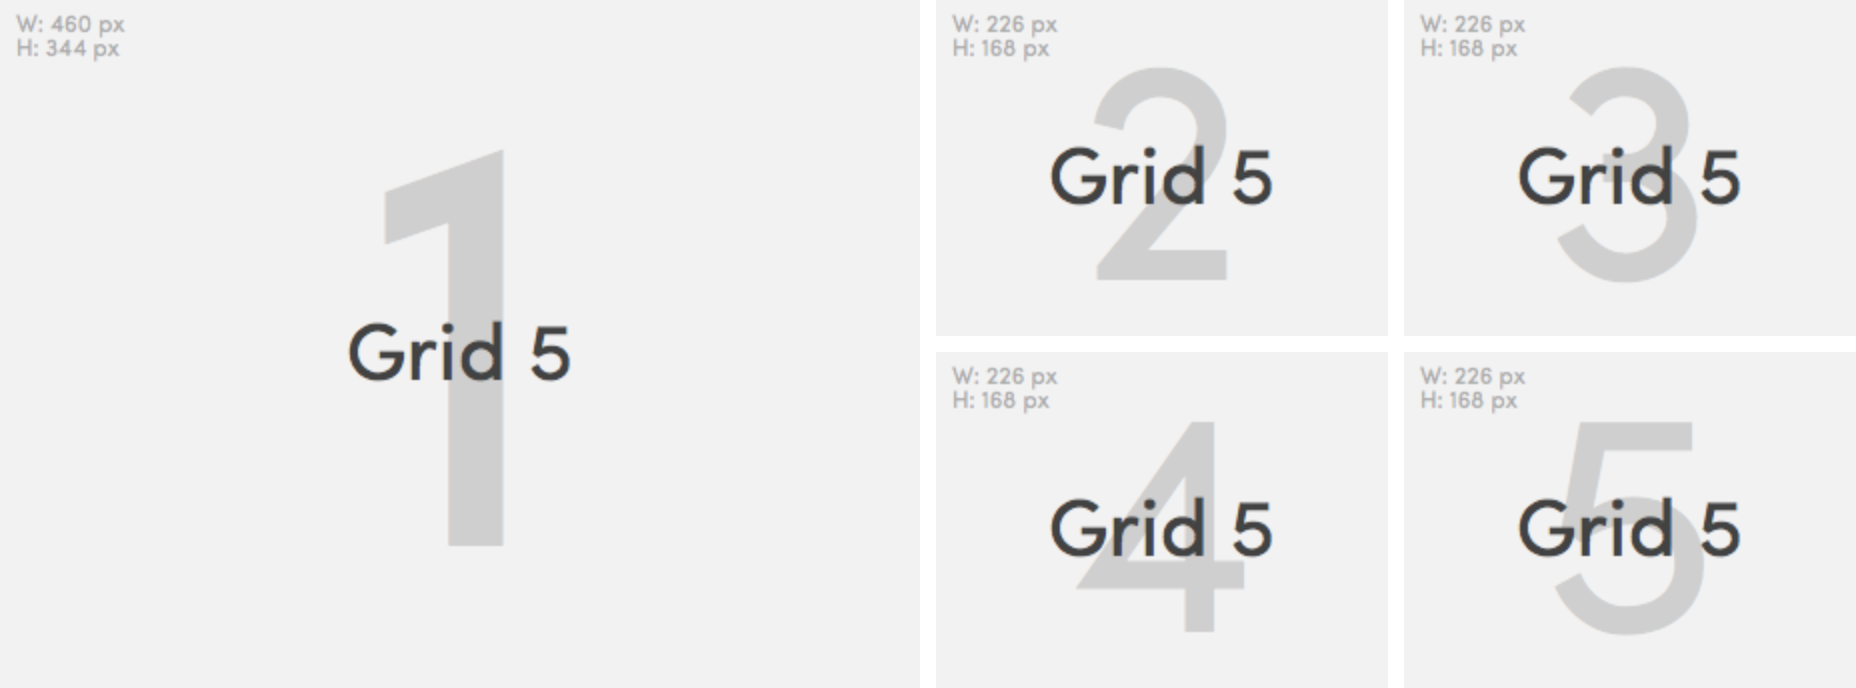 W: 460 px
H: 344 px
1
Grid 5
W: 226 px
H: 168 px
2
Grid 5
W: 226 px
H: 168 px
3
Grid 5
W: 226 px
H: 168 px
4
Grid 5
W: 226 px
H: 168 px
5
Grid 5